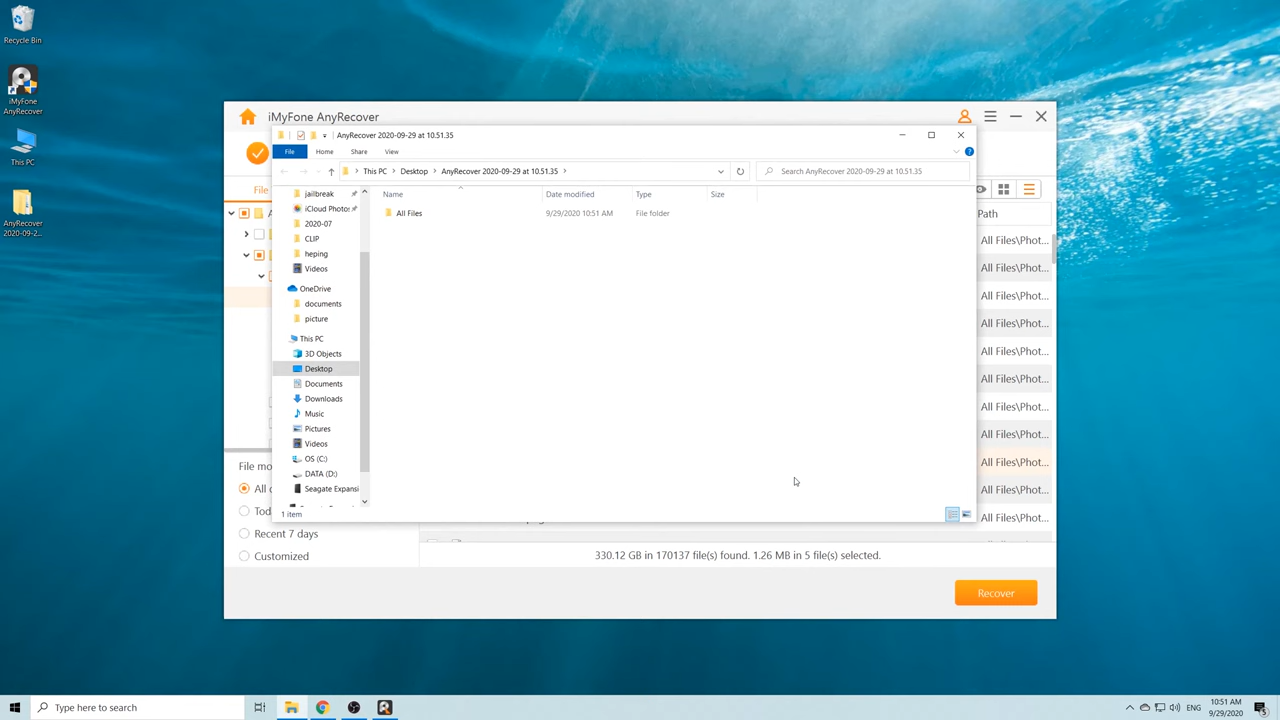 Recycle Bin
iMyFone
AnyRecover
This PC
AnyRecover
2020-09-2...
iMyFone AnyRecover
AnyRecover 2020-09-29 at 10.51.35
File Home Share View
This PC Desktop AnyRecover 2020-09-29 at 10.51.35
Search AnyRecover 2020-09-29 at 10.51.35
Name Date modified Type Size
All Files 9/29/2020 10:51 AM File folder
jailbreak
iCloud Photos
2020-07
CLIP
heping
Videos
OneDrive
documents
picture
This PC
3D Objects
Desktop
Documents
Downloads
Music
Pictures
Videos
OS (C:)
DATA (D:)
Seagate Expansi
1 item
File
Path
All Files\Phot...
All Files\Phot...
All Files\Phot...
All Files\Phot...
All Files\Phot...
All Files\Phot...
All Files\Phot...
All Files\Phot...
All Files\Phot...
All Files\Phot...
All Files\Phot...
File mo
All
Recent 7 days
Customized
330.12 GB in 170137 file(s) found. 1.26 MB in 5 file(s) selected.
Recover
Type here to search
ENG
10:51 AM
9/29/2020
5